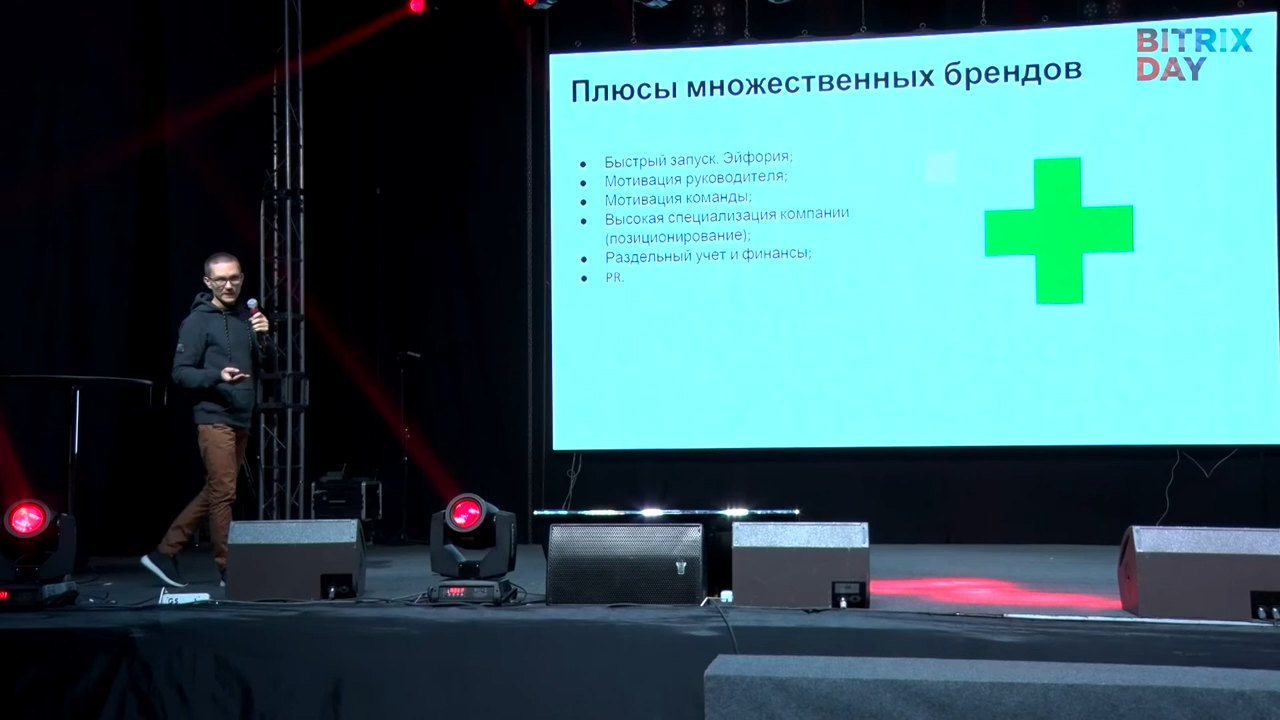 BITRIX
DAY
Плюсы множественных брендов
Быстрый запуск. Эйфория;
Мотивация руководителя;
Мотивация команды;
Высокая специализация компании
(позиционирование);
Раздельный учет и финансы;
PR.